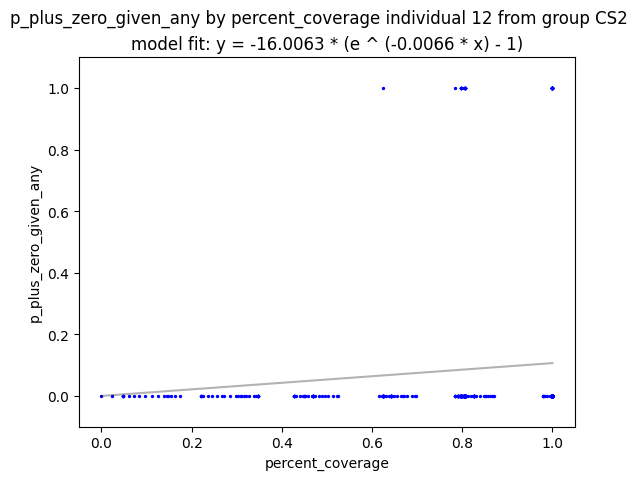 p_plus_zero_given_any by percent_coverage individual 12 from group CS2
model fit: y = -16.0063 * (e ^ (-0.0066 * x) - 1)
1.0
0.8
0.6
0.4
0.2
0.0
p_plus_zero_given_any
0.0 0.2 0.4 0.6 0.8 1.0
percent_coverage